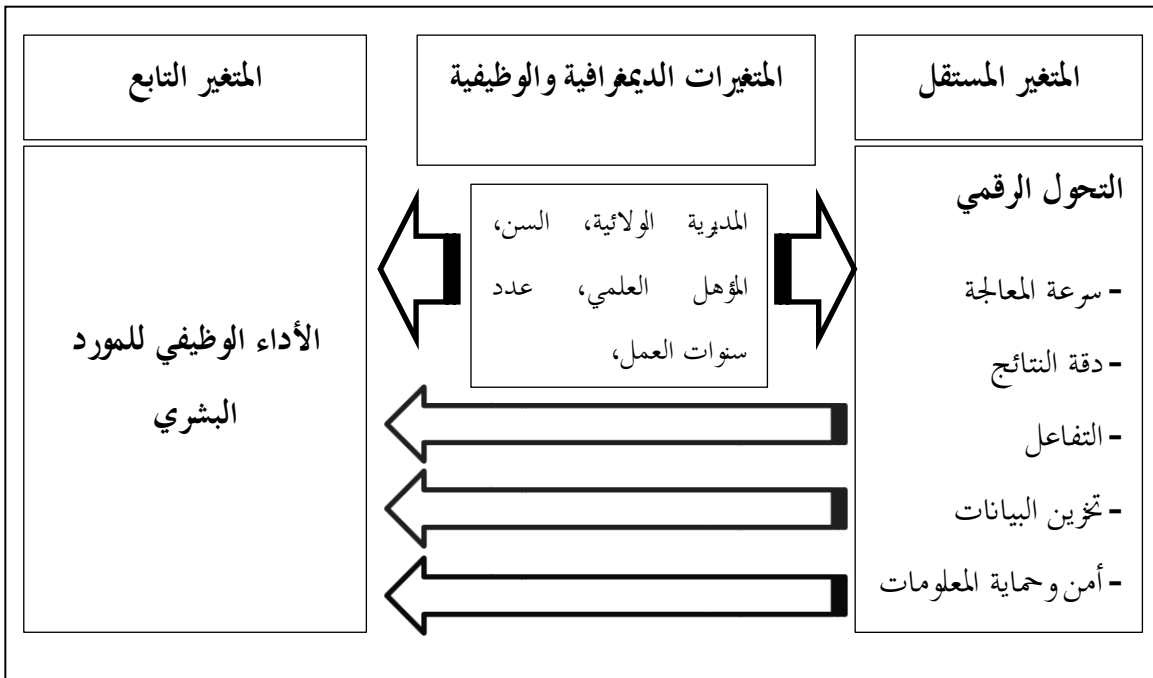 المتغير المستقل
المتغيرات الديمغرافية والوظيفية
المتغير التابع
التحول الرقمي
- سرعة المعالجة
- دقة النتائج
- التفاعل
- تخزين البيانات
- أمن وحماية المعلومات
المديرية الولائية، السن،
المؤهل العلمي، عدد
سنوات العمل،
الأداء الوظيفي للمورد
البشري